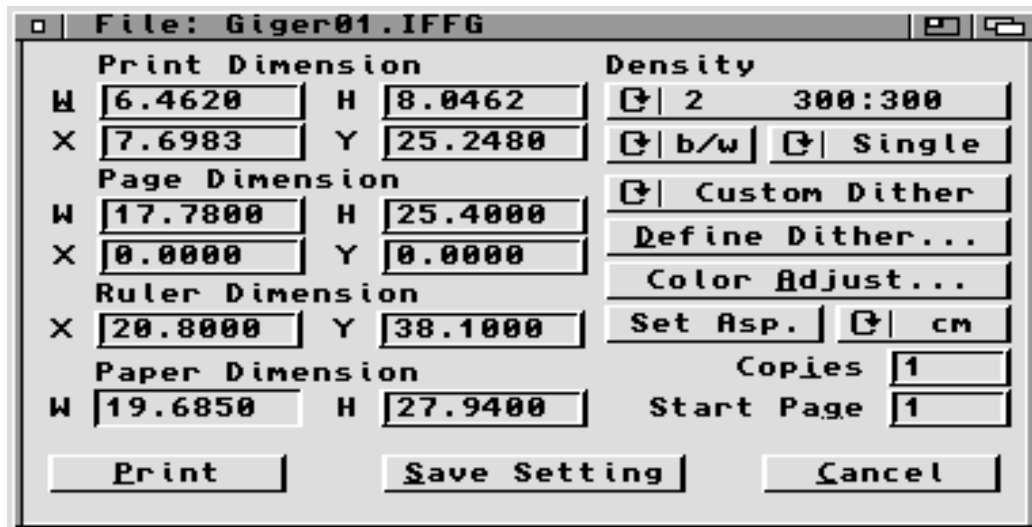 File: Giger01.IFFG
Print Dimension
W 6.4620 H 8.0462
X 7.6983 Y 25.2480
Page Dimension
W 17.7800 H 25.4000
X 0.0000 Y 0.0000
Ruler Dimension
X 20.8000 Y 38.1000
Paper Dimension
W 19.6850 H 27.9400
Density
2 300:300
b/w Single
Custom Dither
Define Dither...
Color Adjust...
Set Asp. cm
Copies 1
Start Page 1
Print Save Setting Cancel